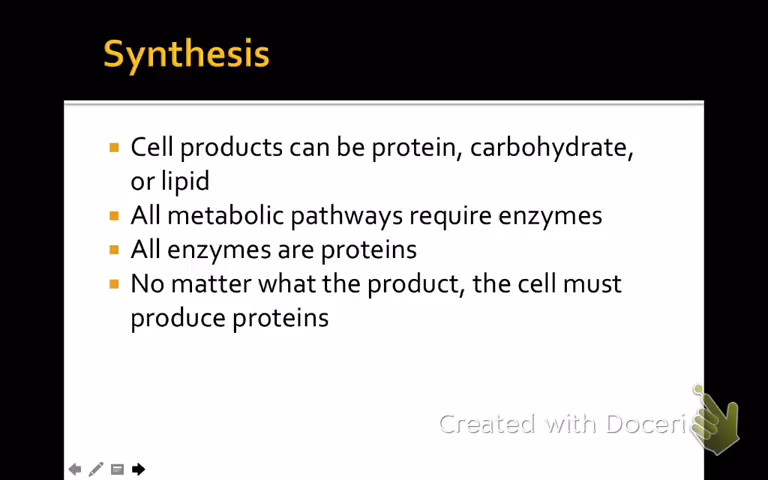 Synthesis
Cell products can be protein, carbohydrate,
or lipid
All metabolic pathways require enzymes
All enzymes are proteins
No matter what the product, the cell must
produce proteins
Created with Doceri